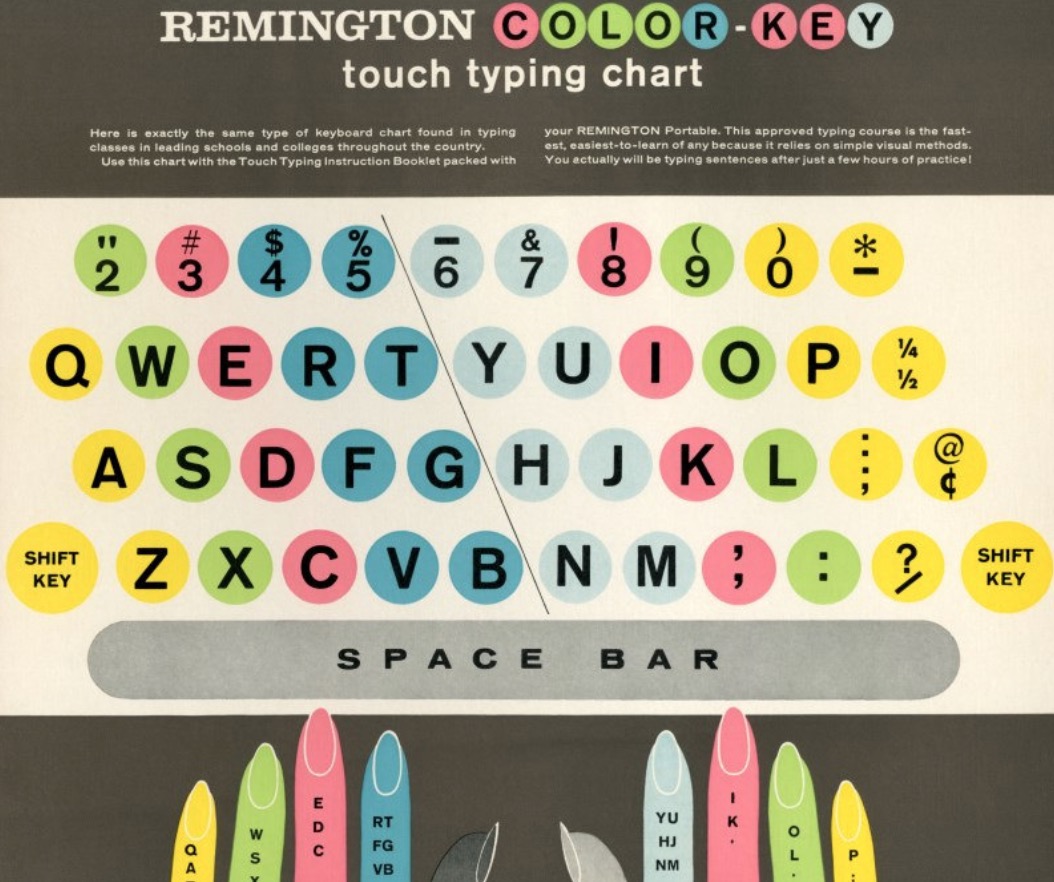 REMINGTON COLOR-KEY
touch typing chart
Here is exactly the same type of keyboard chart found in typing
classes in leading schools and colleges throughout the country.
Use this chart with the Touch Typing Instruction Booklet packed with
your REMINGTON Portable. This approved typing course is the fast-
est, easiest-to-learn of any because it relies on simple visual methods.
You actually will be typing sentences after just a few hours of practice!
" # $ % _ & ! ( ) *
2 3 4 5 6 7 8 9 0 -
Q W E R T Y U I O P ¼ ½
A S D F G H J K L : ; @ ¢
SHIFT KEY Z X C V B N M , ; : . ? / SHIFT KEY
SPACE BAR
Q
A
W
S
X
E
D
C
RT
FG
VB
YU
HJ
NM
I
K
O
L
.
P
;